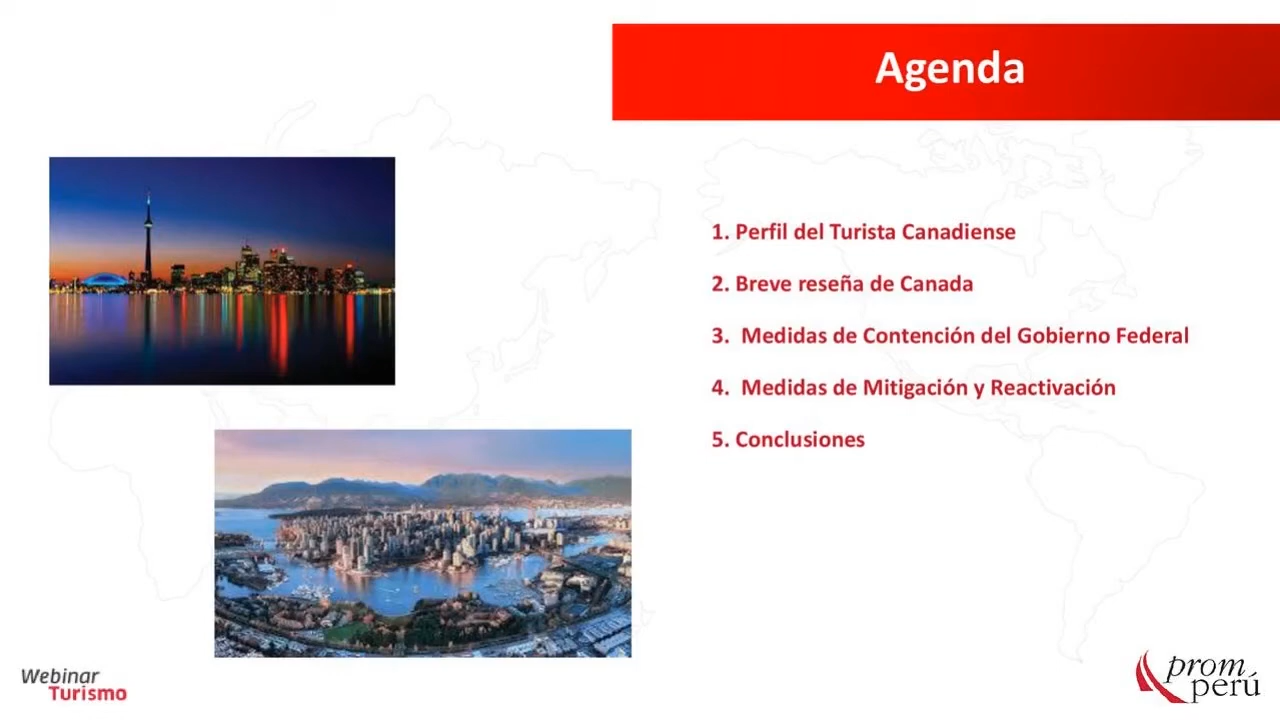 Agenda
1. Perfil del Turista Canadiense
2. Breve reseña de Canada
3. Medidas de Contención del Gobierno Federal
4. Medidas de Mitigación y Reactivación
5. Conclusiones
Webinar
Turismo
prom
perú